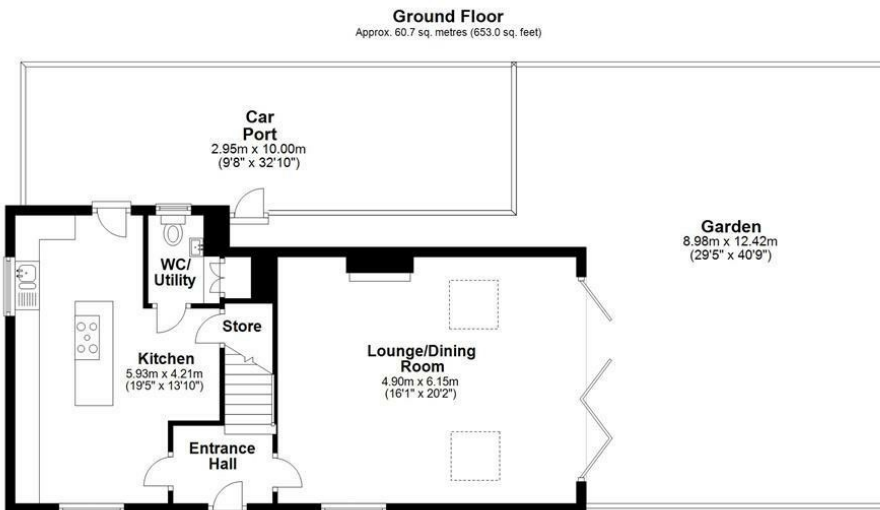 Ground Floor
Approx. 60.7 sq. metres (653.0 sq. feet)
Car
Port
2.95m x 10.00m
(9'8" x 32'10")
Garden
8.98m x 12.42m
(29'5" x 40'9")
WC/
Utility
Store
Kitchen
5.93m x 4.21m
(19'5" x 13'10")
Lounge/Dining
Room
4.90m x 6.15m
(16'1" x 20'2")
Entrance
Hall